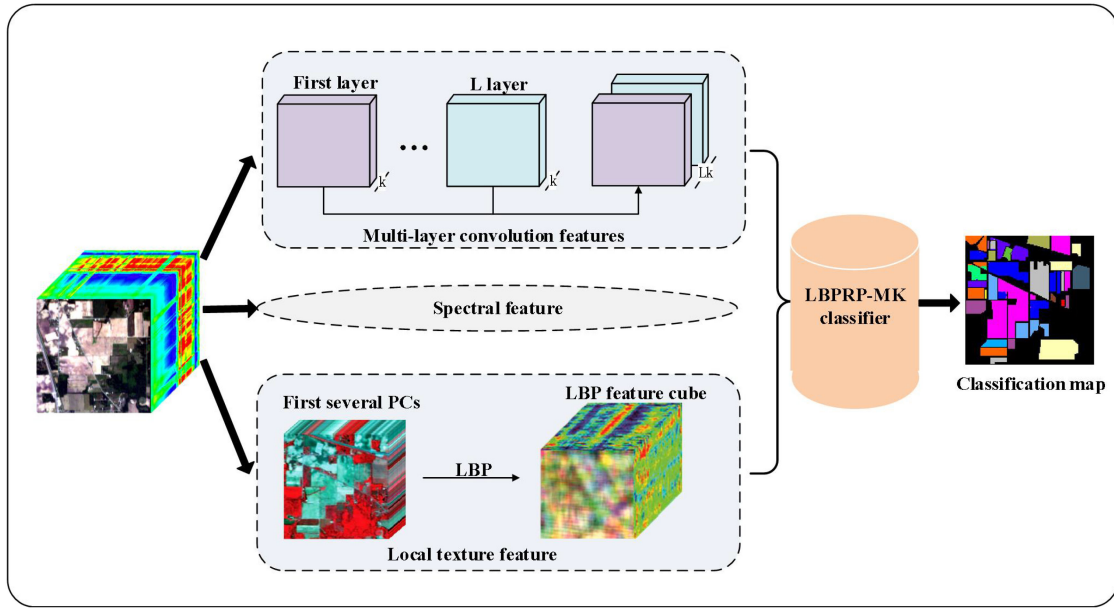 First layer
L layer
k
k
Lk
Multi-layer convolution features
Spectral feature
First several PCs
LBP feature cube
LBP
Local texture feature
LBPRP-MK
classifier
Classification map